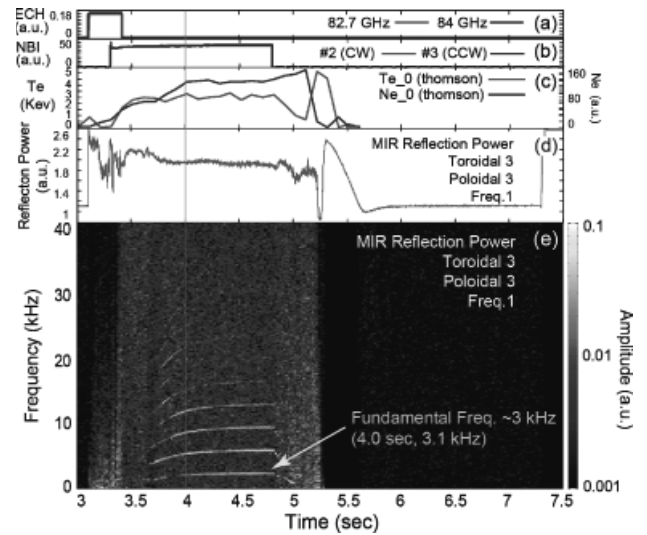 ECH (a.u.) 0.18 0 82.7 GHz 84 GHz (a)
NBI (a.u.) 50 0 #2 (CW) #3 (CCW) (b)
Te (Kev) 5 4 3 2 1 0 Te_0 (thomson) (c) 160 80 0 Ne (a.u.)
Ne_0 (thomson)
Reflecton Power (a.u.) 2.6 2.2 1.8 1.4 1 MIR Reflection Power (d)
Toroidal 3
Poloidal 3
Freq.1
Frequency (kHz) 40 30 20 10 0 MIR Reflection Power (e)
Toroidal 3
Poloidal 3
Freq.1
Fundamental Freq. ~3 kHz
(4.0 sec, 3.1 kHz)
0.1 0.01 0.001 Amplitude (a.u.)
3 3.5 4 4.5 5 5.5 6 6.5 7 7.5
Time (sec)